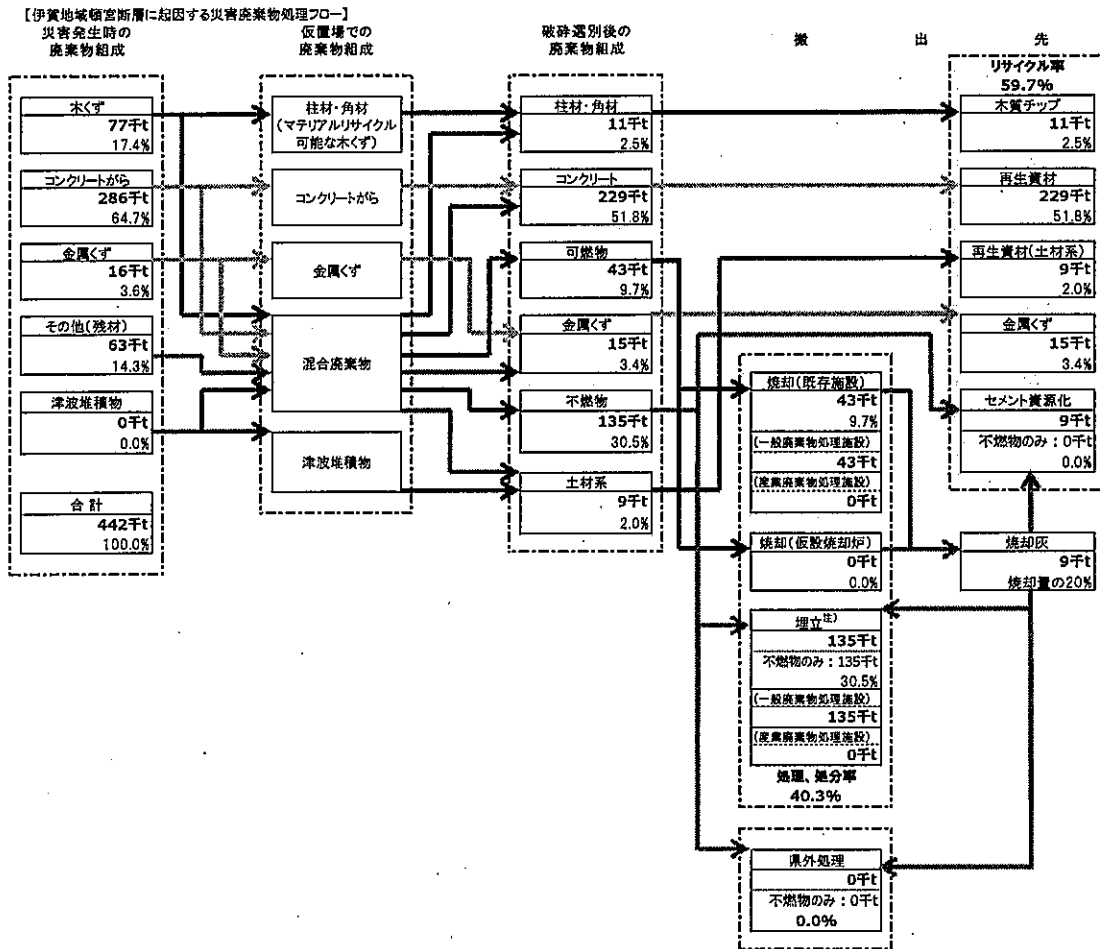 【伊賀地域頓宮断層に起因する災害廃棄物処理フロー】
災害発生時の
廃棄物組成
木くず
77千t
17.4%
コンクリートがら
286千t
64.7%
金属くず
16千t
3.6%
その他(残材)
63千t
14.3%
津波堆積物
0千t
0.0%
合計
442千t
100.0%
仮置場での
廃棄物組成
柱材・角材
(マテリアルリサイクル
可能な木くず)
コンクリートがら
金属くず
混合廃棄物
津波堆積物
破砕選別後の
廃棄物組成
柱材・角材
11千t
2.5%
コンクリート
229千t
51.8%
可燃物
43千t
9.7%
金属くず
15千t
3.4%
不燃物
135千t
30.5%
土材系
9千t
2.0%
搬 出 先
焼却(既存施設)
43千t
9.7%
(一般廃棄物処理施設)
43千t
(産業廃棄物処理施設)
0千t
焼却(仮設焼却炉)
0千t
0.0%
埋立注)
135千t
不燃物のみ：135千t
30.5%
(一般廃棄物処理施設)
135千t
(産業廃棄物処理施設)
0千t
処理、処分率
40.3%
県外処理
0千t
不燃物のみ：0千t
0.0%
リサイクル率
59.7%
木質チップ
11千t
2.5%
再生資材
229千t
51.8%
再生資材(土材系)
9千t
2.0%
金属くず
15千t
3.4%
セメント資源化
9千t
不燃物のみ：0千t
0.0%
焼却灰
9千t
焼却量の20%